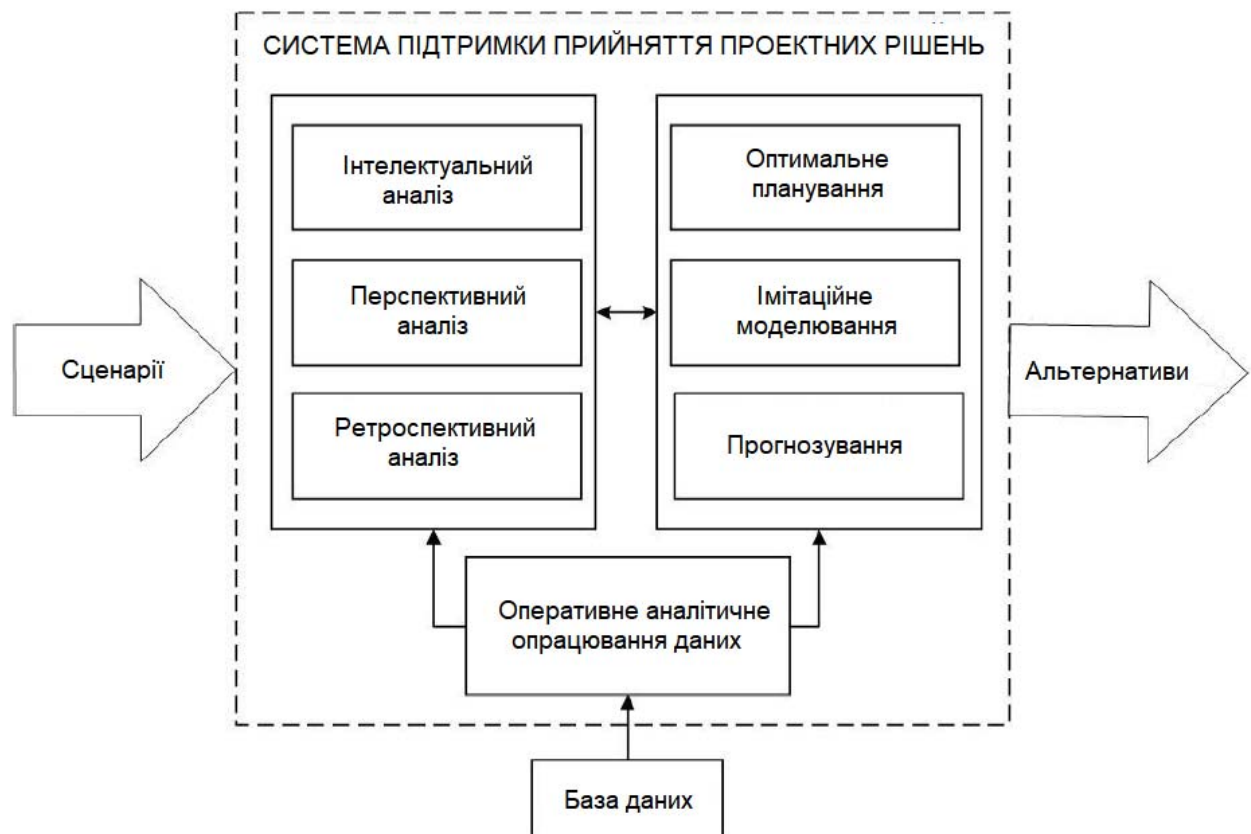 СИСТЕМА ПІДТРИМКИ ПРИЙНЯТТЯ ПРОЕКТНИХ РІШЕНЬ
Інтелектуальний
аналіз
Перспективний
аналіз
Ретроспективний
аналіз
Оптимальне
планування
Імітаційне
моделювання
Прогнозування
Сценарії
Альтернативи
Оперативне аналітичне
опрацювання даних
База даних